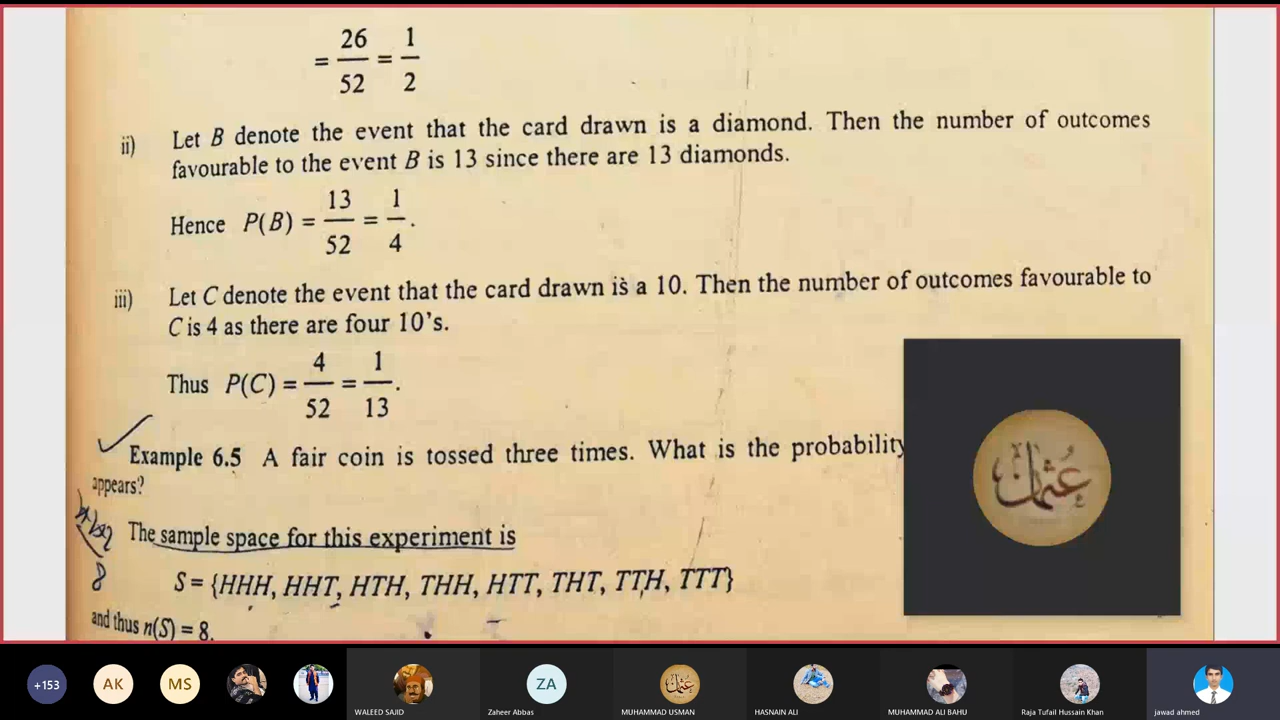 = 26/52 = 1/2
ii) Let B denote the event that the card drawn is a diamond. Then the number of outcomes
favourable to the event B is 13 since there are 13 diamonds.
Hence P(B) = 13/52 = 1/4.
iii) Let C denote the event that the card drawn is a 10. Then the number of outcomes favourable to
C is 4 as there are four 10's.
Thus P(C) = 4/52 = 1/13.
Example 6.5 A fair coin is tossed three times. What is the probability
appears?
The sample space for this experiment is
8
S = {HHH, HHT, HTH, THH, HTT, THT, TTH, TTT}
and thus n(S) = 8.
عثمان
+153 AK MS ZA عثمان
WALEED SAJID Zaheer Abbas MUHAMMAD USMAN HASNAIN ALI MUHAMMAD ALI BAHU Raja Tufail Hussain Khan jawad ahmed